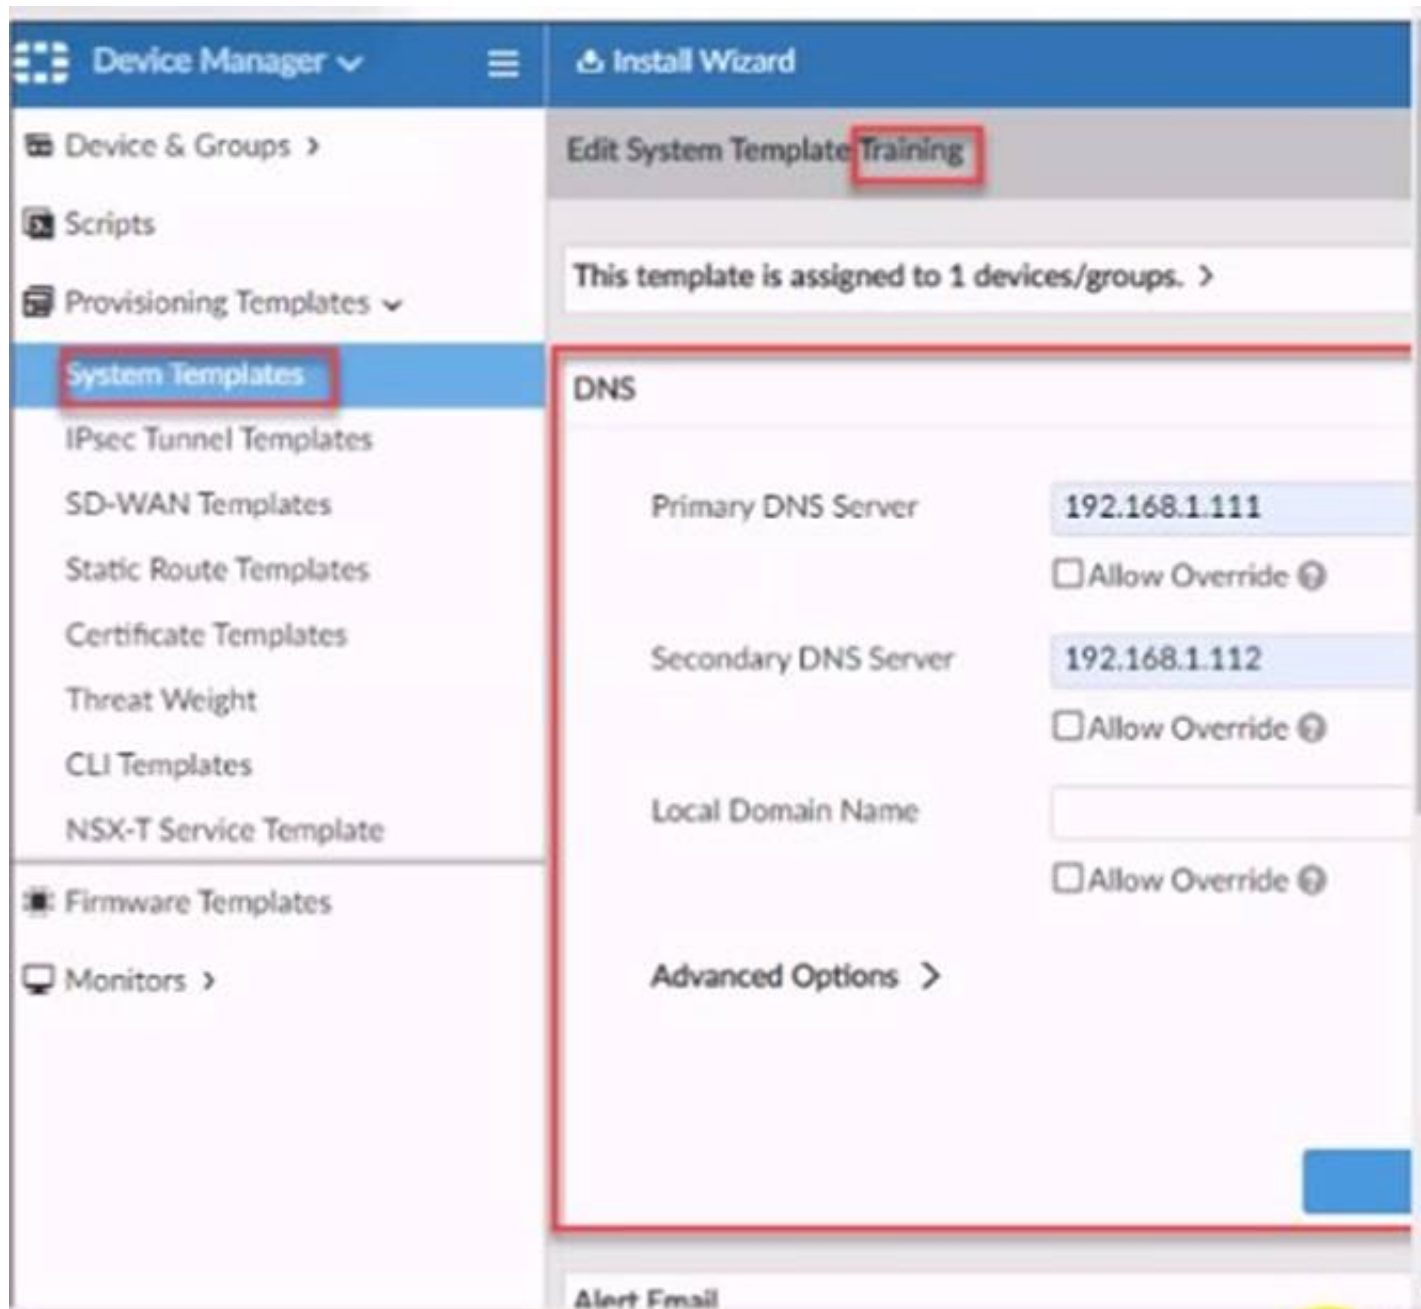 Device Manager
Install Wizard
Device & Groups
Scripts
Provisioning Templates
System Templates
IPsec Tunnel Templates
SD-WAN Templates
Static Route Templates
Certificate Templates
Threat Weight
CLI Templates
NSX-T Service Template
Firmware Templates
Monitors
Edit System Template Training
This template is assigned to 1 devices/groups. >
DNS
Primary DNS Server 192.168.1.111
Allow Override
Secondary DNS Server 192.168.1.112
Allow Override
Local Domain Name
Allow Override
Advanced Options >
Alert Email